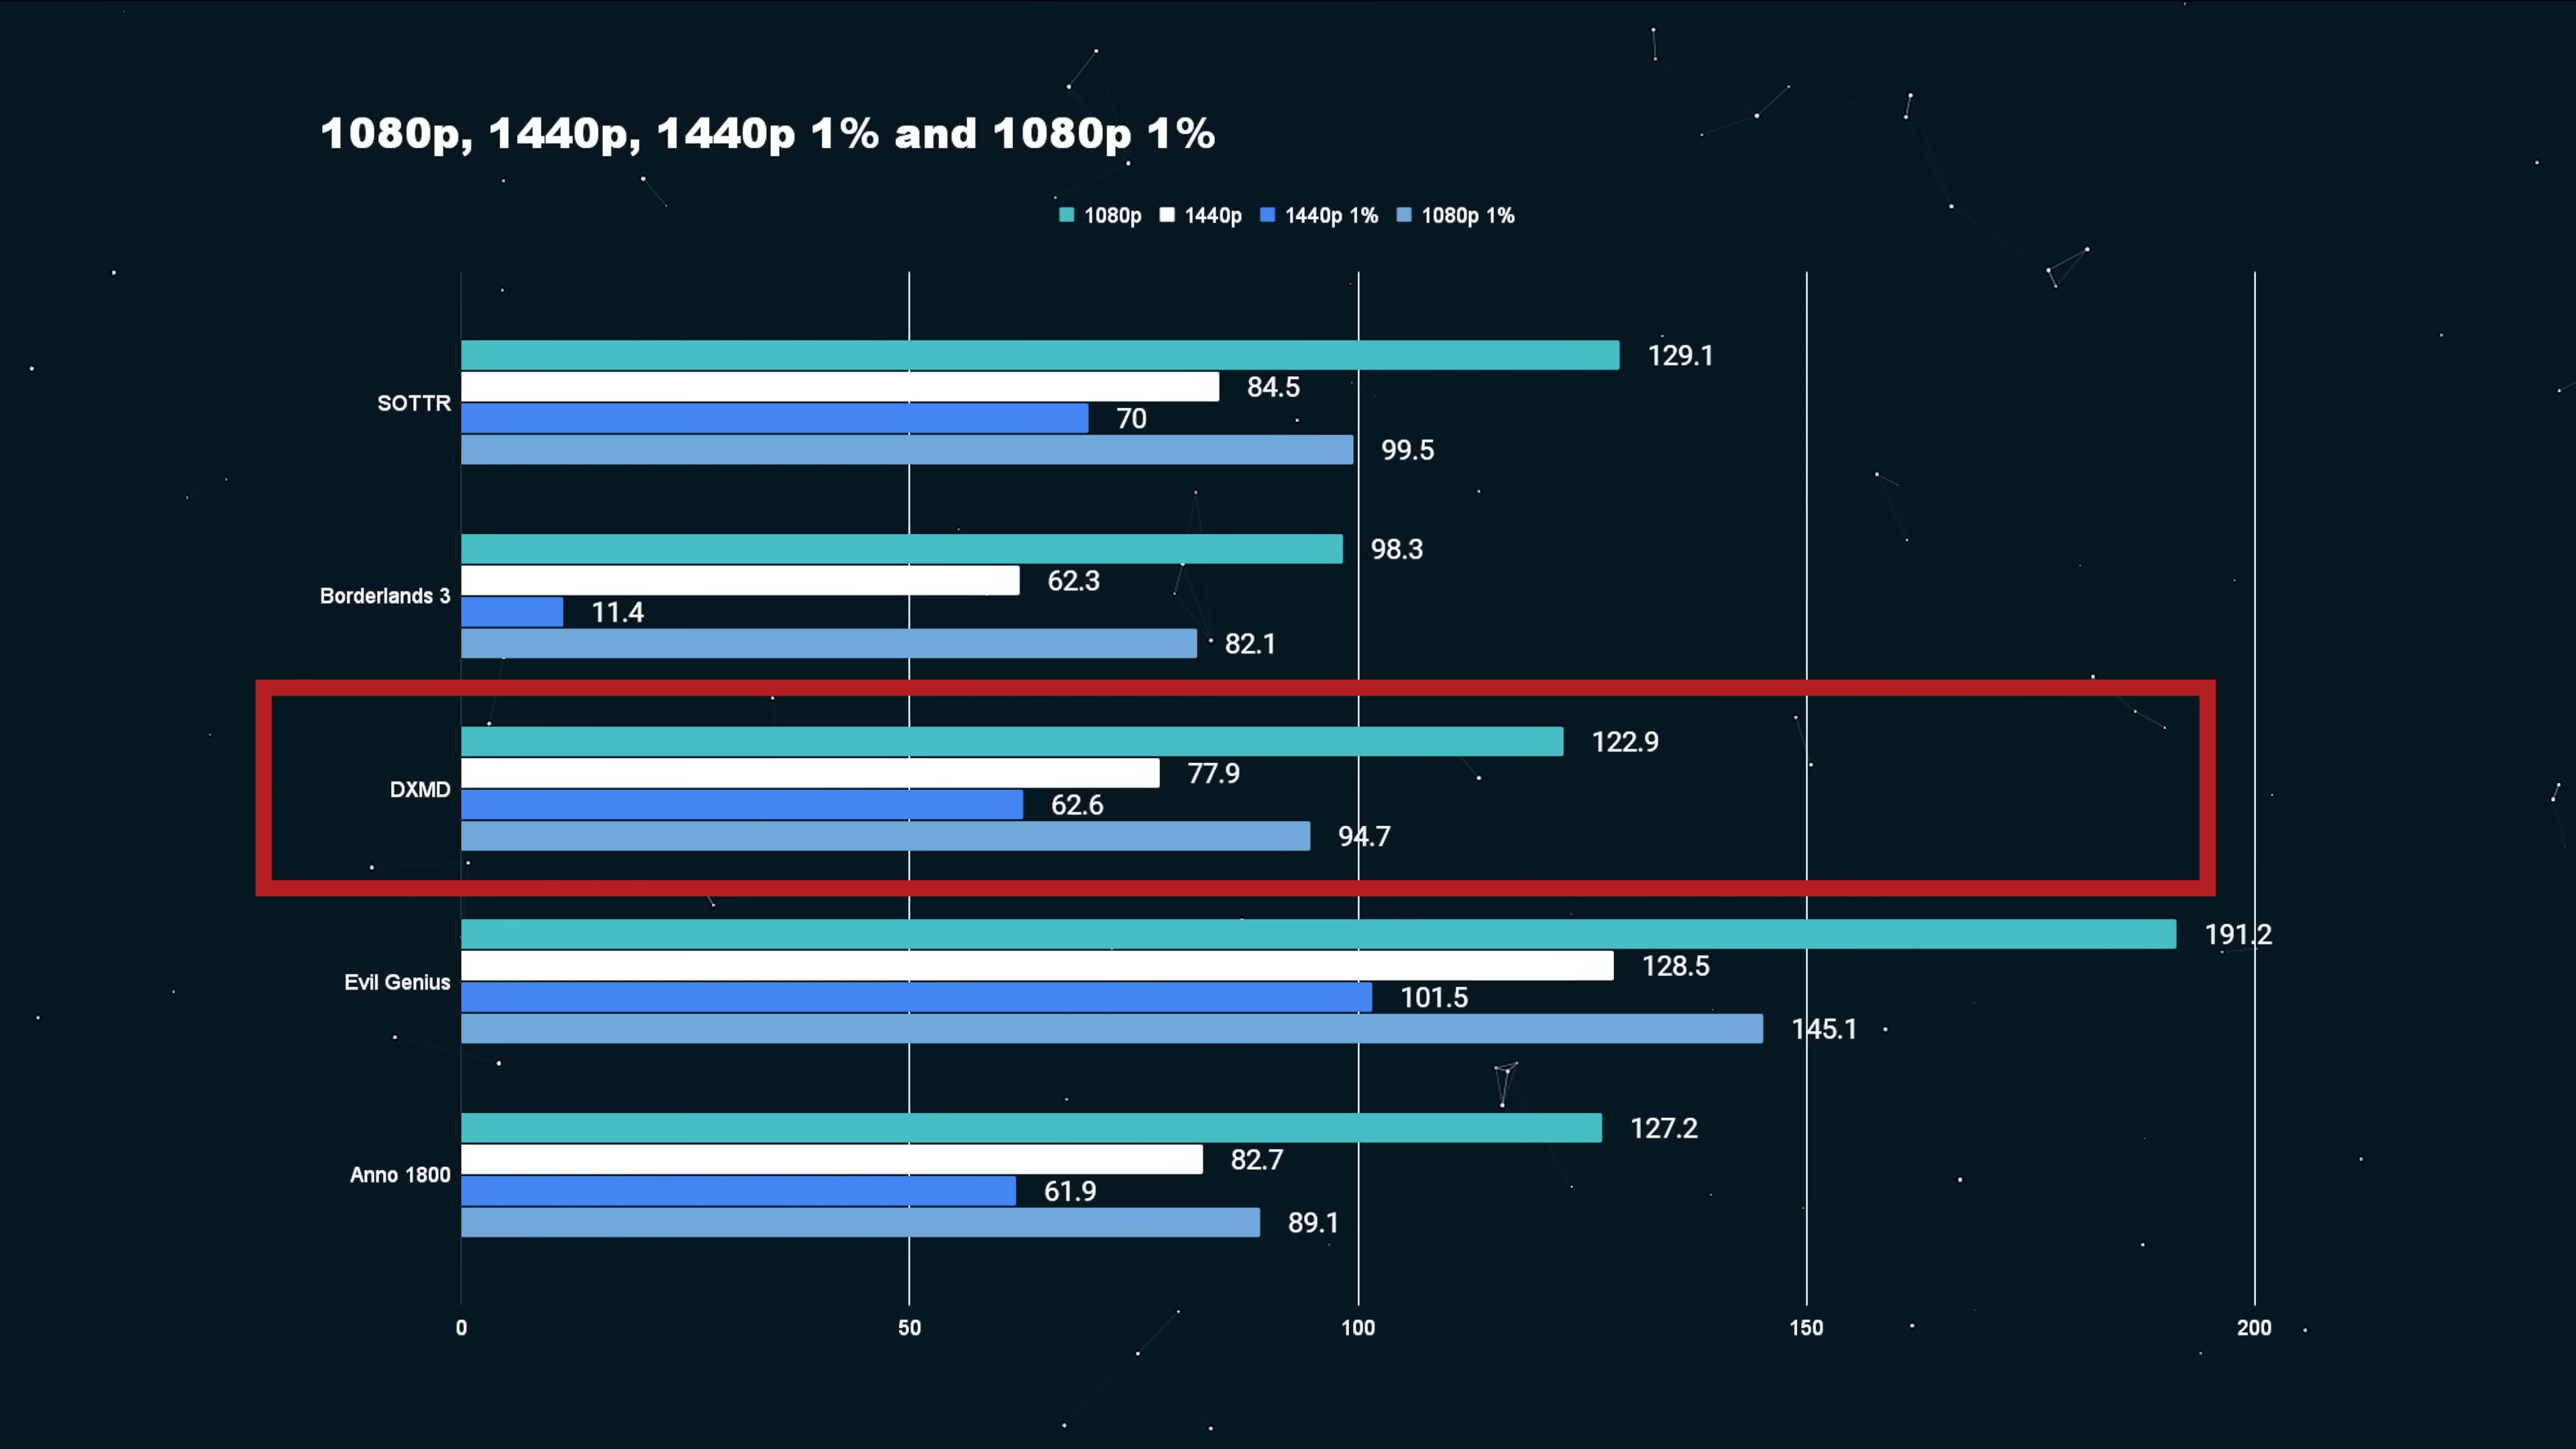 1080p, 1440p, 1440p 1% and 1080p 1%
1080p 1440p 1440p 1% 1080p 1%
SOTTR
129.1
84.5
70
99.5
Borderlands 3
98.3
62.3
11.4
82.1
DXMD
122.9
77.9
62.6
94.7
Evil Genius
191.2
128.5
101.5
145.1
Anno 1800
127.2
82.7
61.9
89.1
0 50 100 150 200